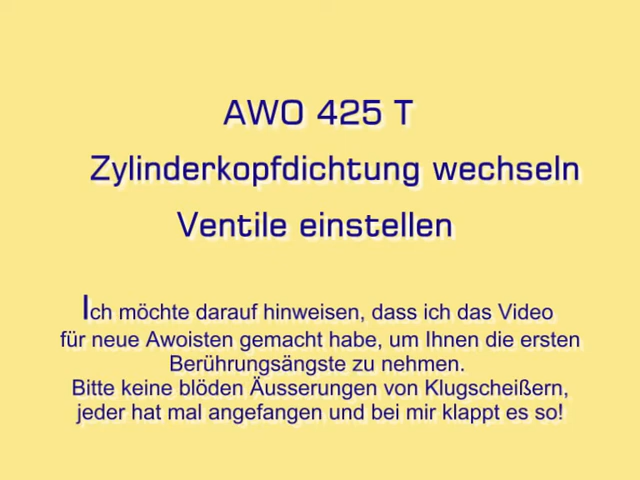 AWO 425 T
Zylinderkopfdichtung wechseln
Ventile einstellen
Ich möchte darauf hinweisen, dass ich das Video
für neue Awoisten gemacht habe, um Ihnen die ersten
Berührungsängste zu nehmen.
Bitte keine blöden Äusserungen von Klugscheißern,
jeder hat mal angefangen und bei mir klappt es so!